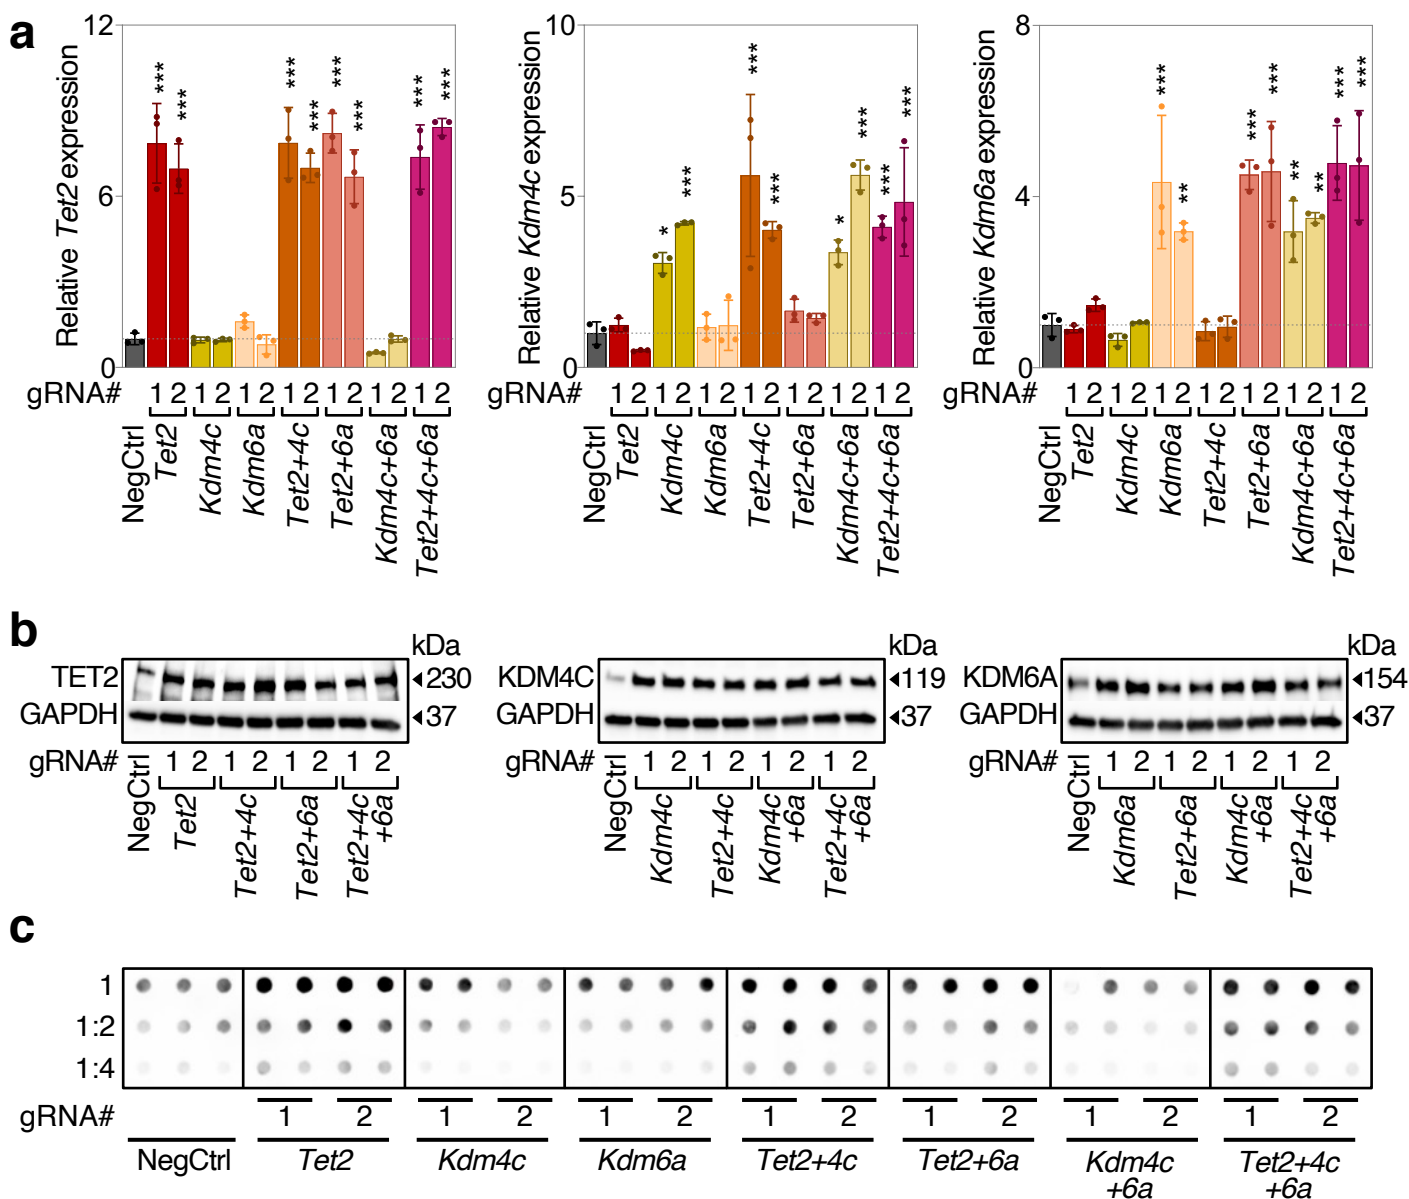 a
12
6
0
Relative Tet2 expression
*** *** *** *** *** *** *** ***
gRNA# 1 2 1 2 1 2 1 2 1 2 1 2 1 2
NegCtrl Tet2 Kdm4c Kdm6a Tet2+4c Tet2+6a Kdm4c+6a Tet2+4c+6a
10
5
0
Relative Kdm4c expression
* *** *** *** * *** *** ***
gRNA# 1 2 1 2 1 2 1 2 1 2 1 2 1 2
NegCtrl Tet2 Kdm4c Kdm6a Tet2+4c Tet2+6a Kdm4c+6a Tet2+4c+6a
8
4
0
Relative Kdm6a expression
*** ** *** *** ** ** *** ***
gRNA# 1 2 1 2 1 2 1 2 1 2 1 2 1 2
NegCtrl Tet2 Kdm4c Kdm6a Tet2+4c Tet2+6a Kdm4c+6a Tet2+4c+6a
b
kDa
TET2 230
GAPDH 37
gRNA# 1 2 1 2 1 2 1 2
NegCtrl Tet2 Tet2+4c Tet2+6a Tet2+4c
+6a
kDa
KDM4C 119
GAPDH 37
gRNA# 1 2 1 2 1 2 1 2
NegCtrl Kdm4c Tet2+4c Kdm4c Tet2+4c
+6a +6a
kDa
KDM6A 154
GAPDH 37
gRNA# 1 2 1 2 1 2 1 2
NegCtrl Kdm6a Tet2+6a Kdm4c Tet2+4c
+6a +6a
c
1
1:2
1:4
gRNA# 1 2 1 2 1 2 1 2 1 2 1 2 1 2
NegCtrl Tet2 Kdm4c Kdm6a Tet2+4c Tet2+6a Kdm4c Tet2+4c
+6a +6a